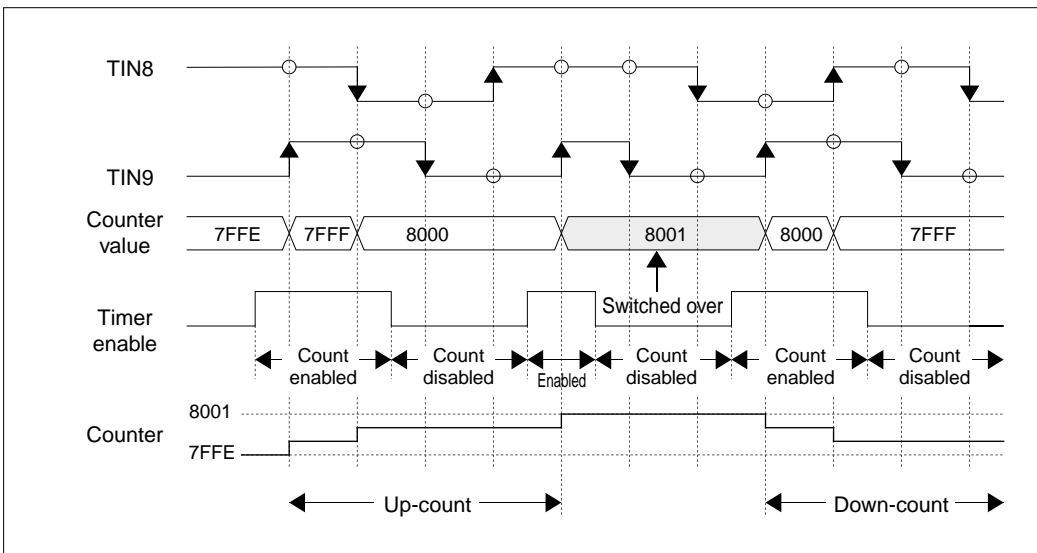 TIN8
TIN9
Counter
value
7FFE
7FFF
8000
8001
8000
7FFF
Switched over
Timer
enable
Count
enabled
Count
disabled
Enabled
Count
disabled
Count
enabled
Count
disabled
8001
Counter
7FFE
Up-count
Down-count